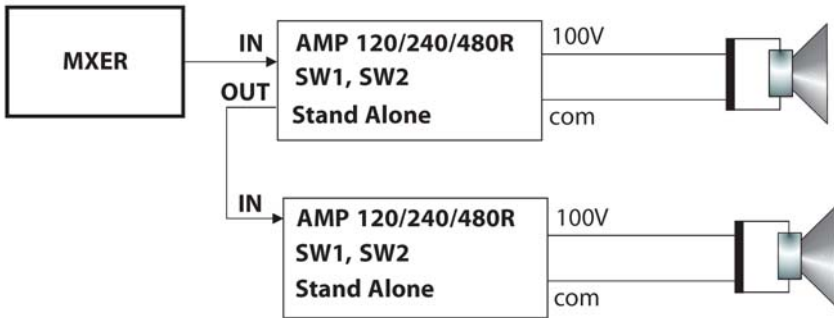 MXER
IN
OUT
AMP 120/240/480R
SW1, SW2
Stand Alone
100V
com
IN
AMP 120/240/480R
SW1, SW2
Stand Alone
100V
com